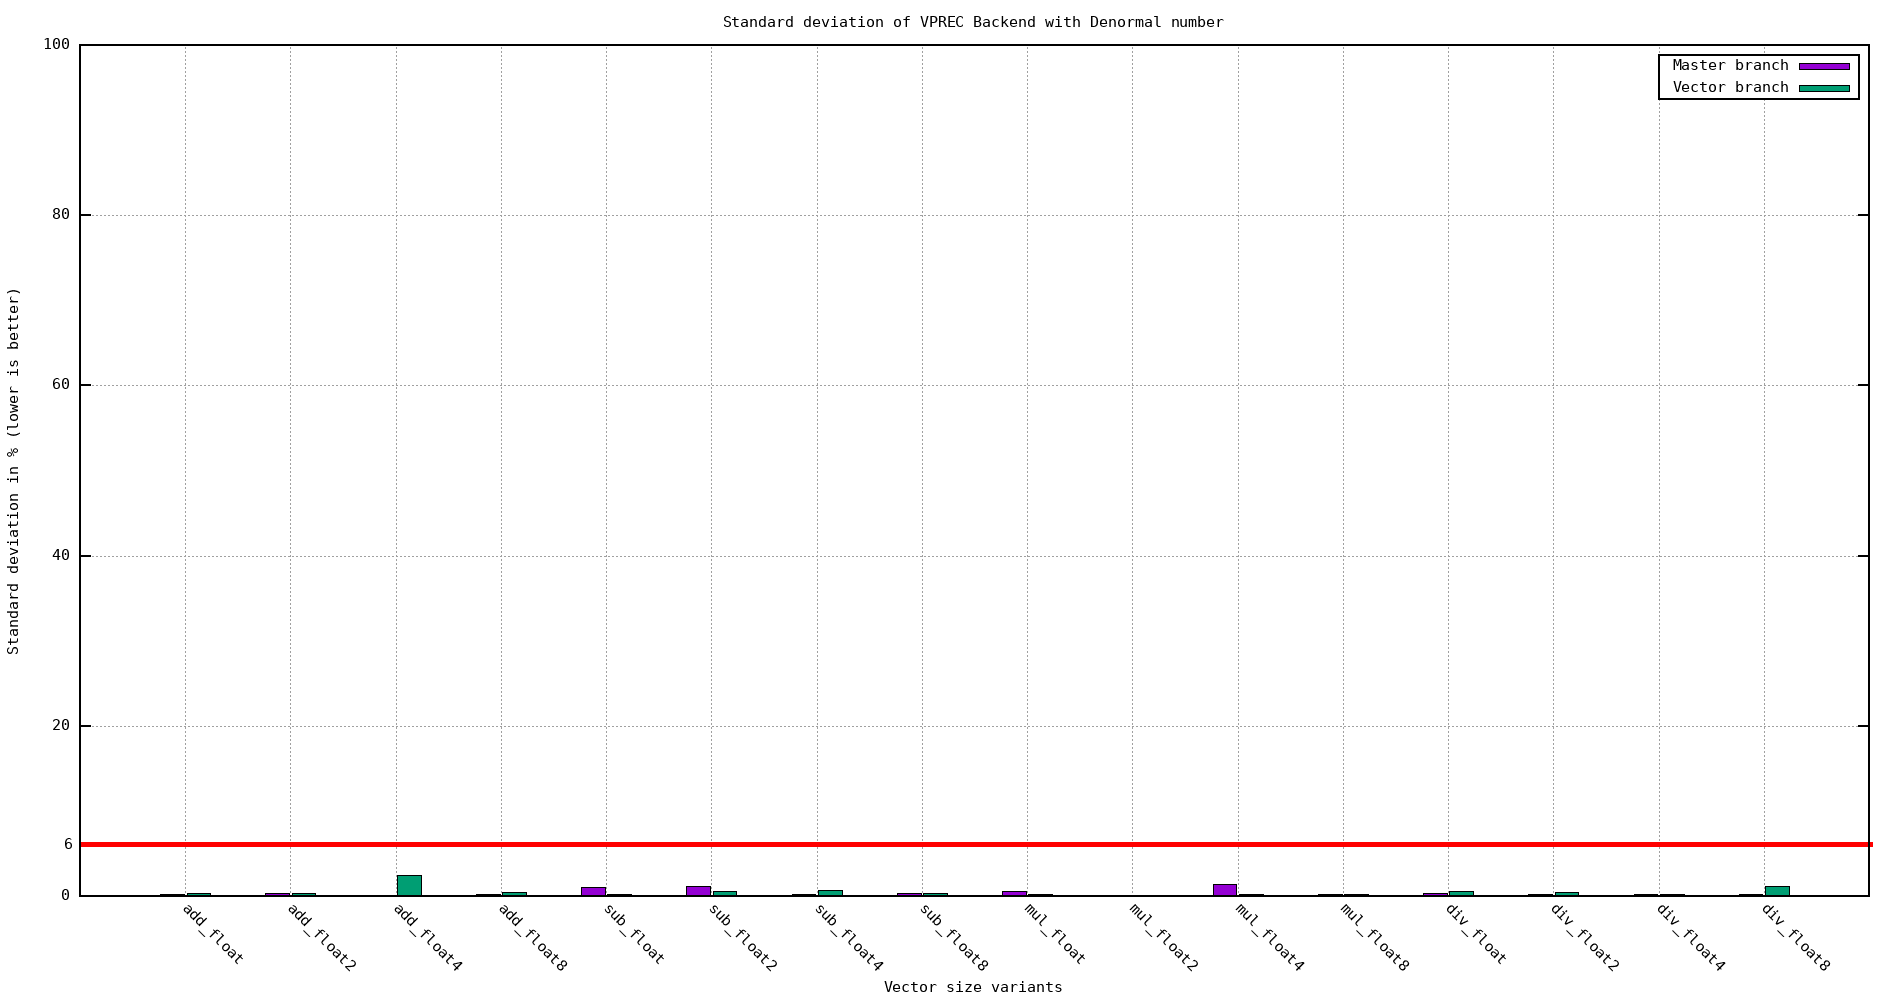 Standard deviation of VPREC Backend with Denormal number
Master branch
Vector branch
Standard deviation in % (lower is better)
100
80
60
40
20
6
0
add_float
add_float2
add_float4
add_float8
sub_float
sub_float2
sub_float4
sub_float8
mul_float
mul_float2
mul_float4
mul_float8
div_float
div_float2
div_float4
div_float8
Vector size variants